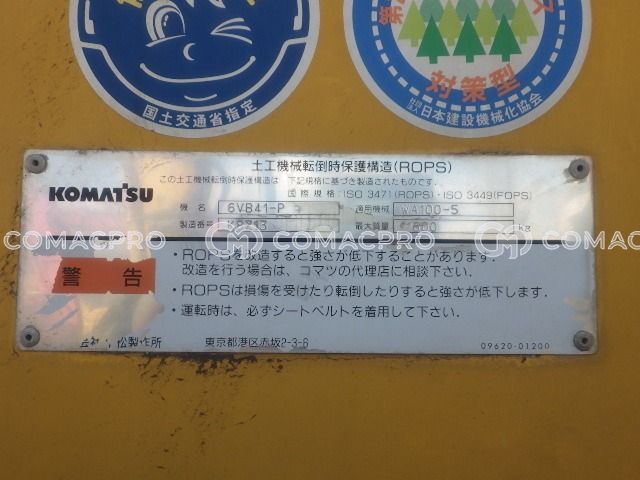 国土交通省指定
対策型
日本建設機械化協会
土工機械転倒時保護構造(ROPS)
この土工機械転倒時保護構造は、下記規格に基づき製造されたものです。
国際規格:ISO 3471(ROPS)・ISO 3449(FOPS)
KOMATSU
機名 6VB41-P 適用機械 WA100-5
製造番号 最大質量 kg
COMACPRO COMACPRO COMACPRO COMACPRO
警告
・ROPSを改造すると強さが低下することがあります。
改造を行う場合は、コマツの代理店に相談下さい。
・ROPSは損傷を受けたり転倒したりすると強さが低下します。
・運転時は、必ずシートベルトを着用して下さい。
松製作所 東京都港区赤坂2-3-6
09620-01200